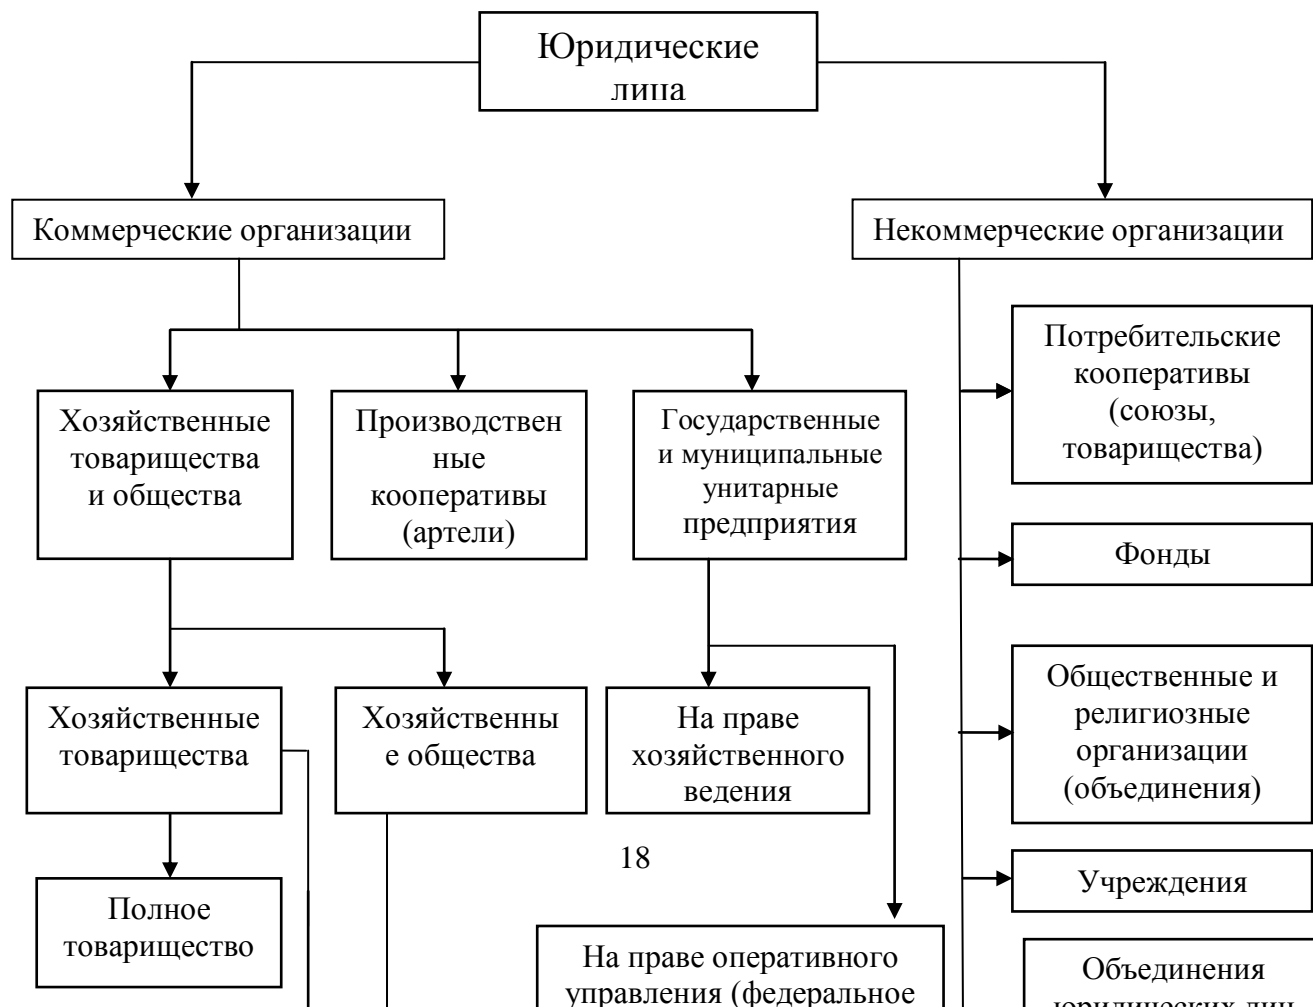 Юридические
лица
Коммерческие организации
Некоммерческие организации
Хозяйственные
товарищества
и общества
Производствен
ные
кооперативы
(артели)
Государственные
и муниципальные
унитарные
предприятия
Потребительские
кооперативы
(союзы,
товарищества)
Фонды
Общественные и
религиозные
организации
(объединения)
Учреждения
Хозяйственные
товарищества
Хозяйственны
е общества
На праве
хозяйственного
ведения
18
Полное
товарищество
На праве оперативного
управления (федеральное
Объединения
юридических лиц